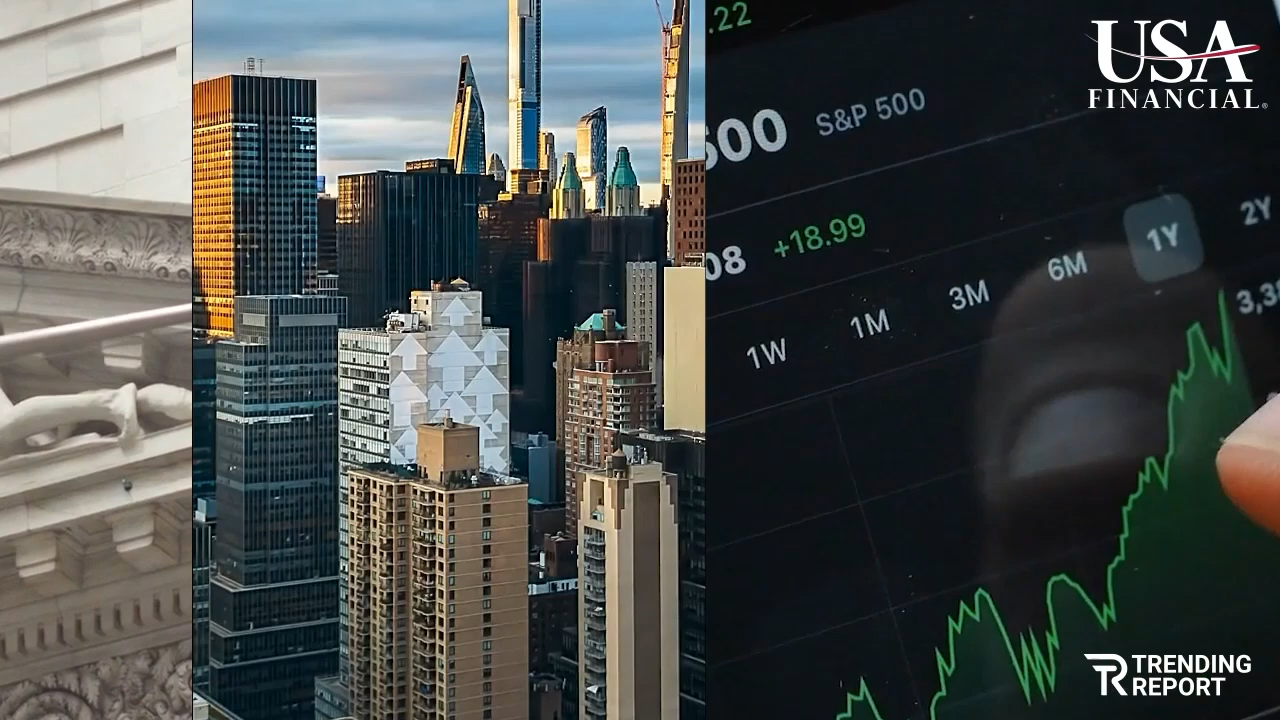 .22
USA
FINANCIAL®
500 S&P 500
08 +18.99
1W 1M 3M 6M 1Y 2Y
3,3
TRENDING
REPORT